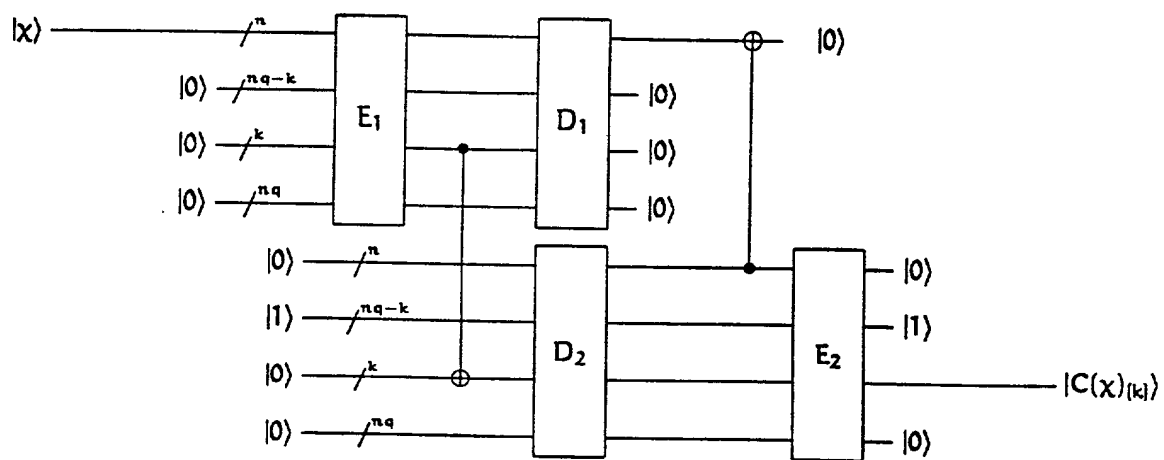 |χ⟩ n |0⟩
|0⟩ nq−k |0⟩
E₁ D₁
|0⟩ k |0⟩
|0⟩ nq |0⟩
|0⟩ n |0⟩
|1⟩ nq−k |1⟩
D₂ E₂
|0⟩ k |C(χ)_{k}⟩
|0⟩ nq |0⟩